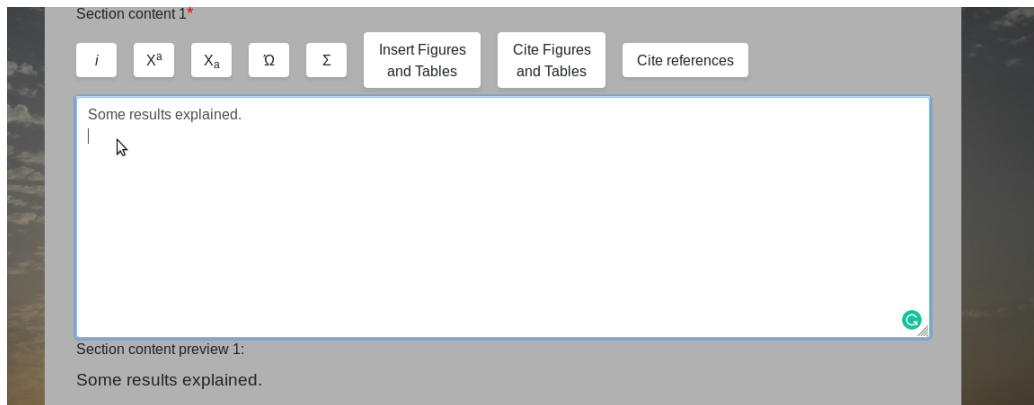 Section content 1*
i
Xa
Xa
Ώ
Σ
Insert Figures
and Tables
Cite Figures
and Tables
Cite references
Some results explained.
Section content preview 1:
Some results explained.